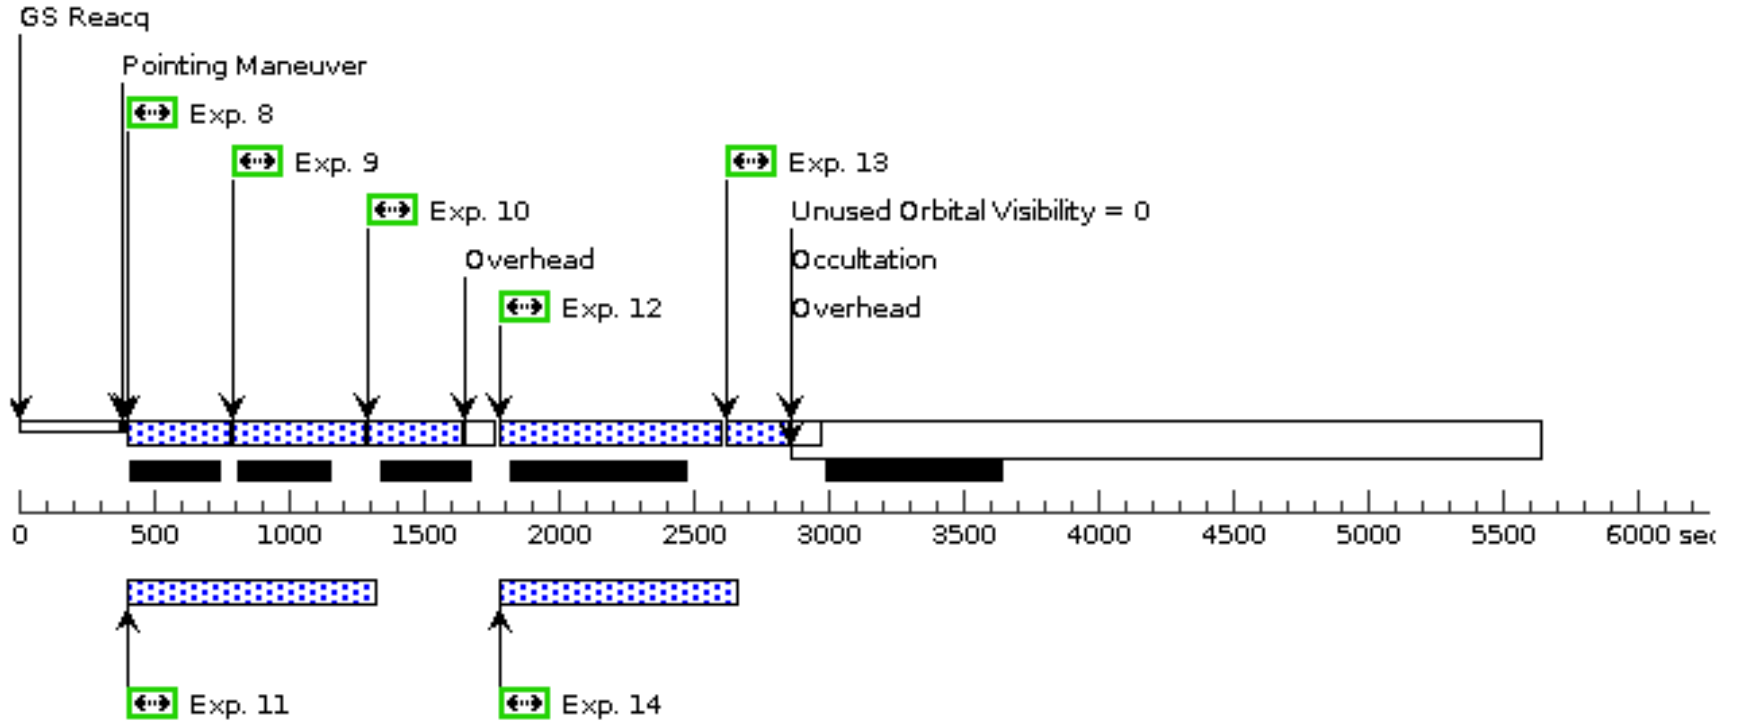 GS Reacq
Pointing Maneuver
Exp. 8
Exp. 9
Exp. 13
Exp. 10
Unused Orbital Visibility = 0
Overhead
Occultation
Exp. 12
Overhead
0 500 1000 1500 2000 2500 3000 3500 4000 4500 5000 5500 6000 sec
Exp. 11
Exp. 14